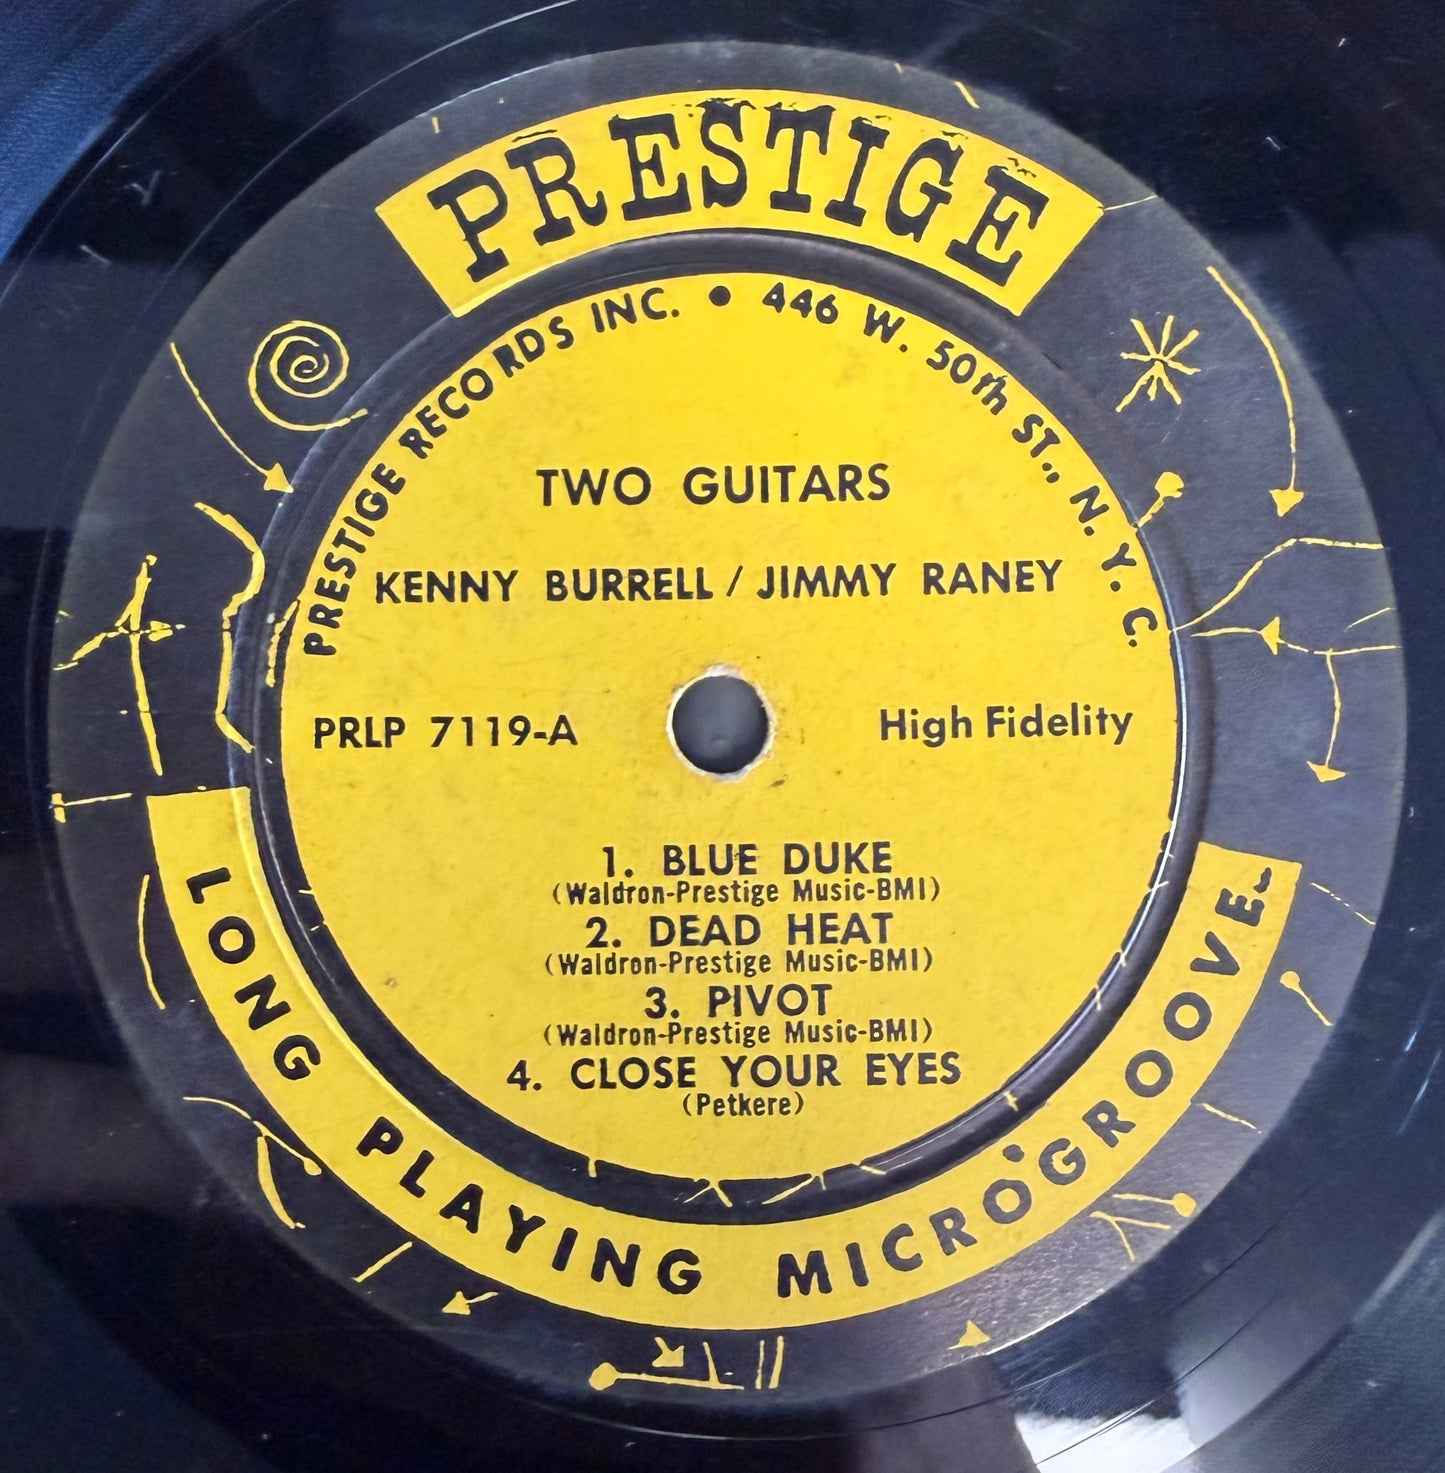 PRESTIGE
PRESTIGE RECORDS INC. • 446 W. 50th ST., N.Y.C.
TWO GUITARS
KENNY BURRELL / JIMMY RANEY
PRLP 7119-A
High Fidelity
1. BLUE DUKE
(Waldron-Prestige Music-BMI)
2. DEAD HEAT
(Waldron-Prestige Music-BMI)
3. PIVOT
(Waldron-Prestige Music-BMI)
4. CLOSE YOUR EYES
(Petkere)
LONG PLAYING MICROGROOVE